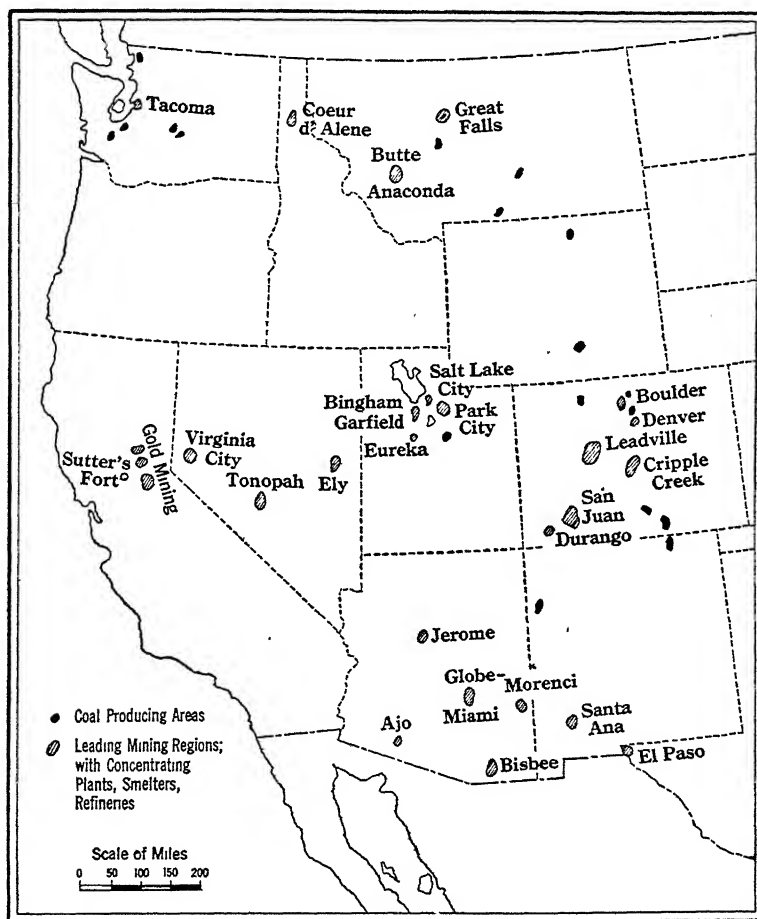 Tacoma
Coeur
d'Alene
Great
Falls
Butte
Anaconda
Salt Lake
City
Bingham
Garfield
Park
City
Eureka
Boulder
Denver
Leadville
Cripple
Creek
Gold Mining
Sutter's
Fort
Virginia
City
Tonopah
Ely
San
Juan
Durango
Jerome
Globe-
Miami
Morenci
Ajo
Santa
Ana
Bisbee
El Paso
Coal Producing Areas
Leading Mining Regions;
with Concentrating
Plants, Smelters,
Refineries
Scale of Miles
0 50 100 150 200